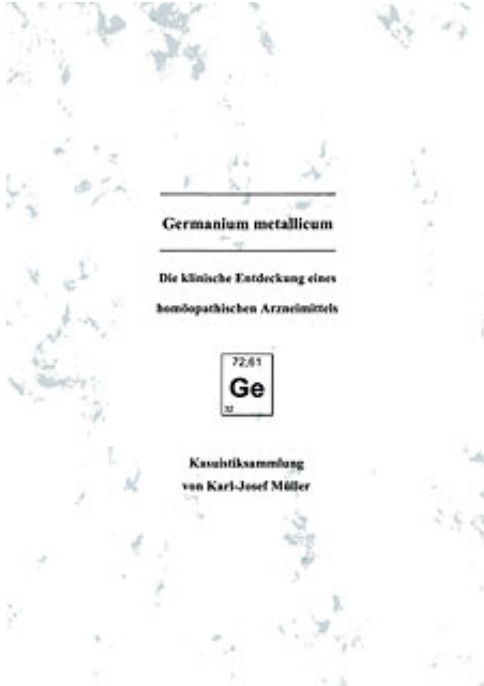 Germanium metallicum
Die klinische Entdeckung eines
homöopathischen Arzneimittels
72,61
Ge
32
Kasuistiksammlung
von Karl-Josef Müller